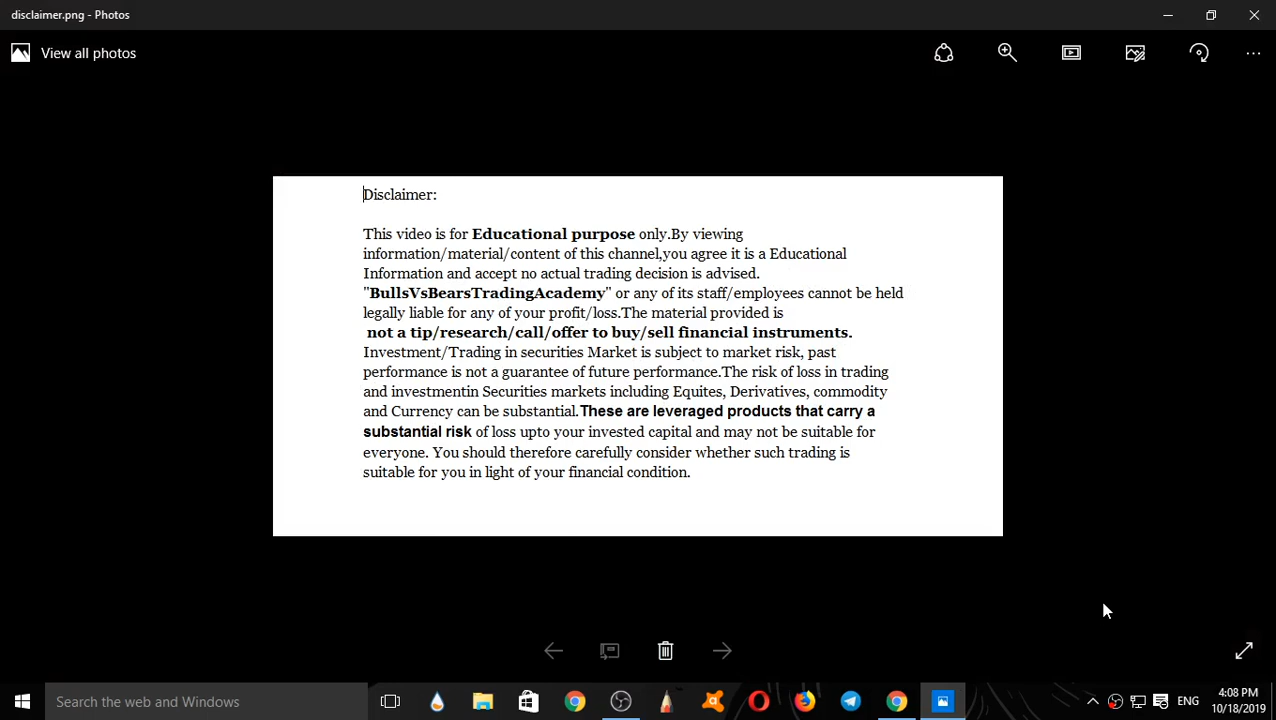 disclaimer.png - Photos
View all photos
Disclaimer:
This video is for Educational purpose only.By viewing
information/material/content of this channel,you agree it is a Educational
Information and accept no actual trading decision is advised.
"BullsVsBearsTradingAcademy" or any of its staff/employees cannot be held
legally liable for any of your profit/loss.The material provided is
not a tip/research/call/offer to buy/sell financial instruments.
Investment/Trading in securities Market is subject to market risk, past
performance is not a guarantee of future performance.The risk of loss in trading
and investmentin Securities markets including Equites, Derivatives, commodity
and Currency can be substantial.These are leveraged products that carry a
substantial risk of loss upto your invested capital and may not be suitable for
everyone. You should therefore carefully consider whether such trading is
suitable for you in light of your financial condition.
Search the web and Windows
ENG
4:08 PM
10/18/2019